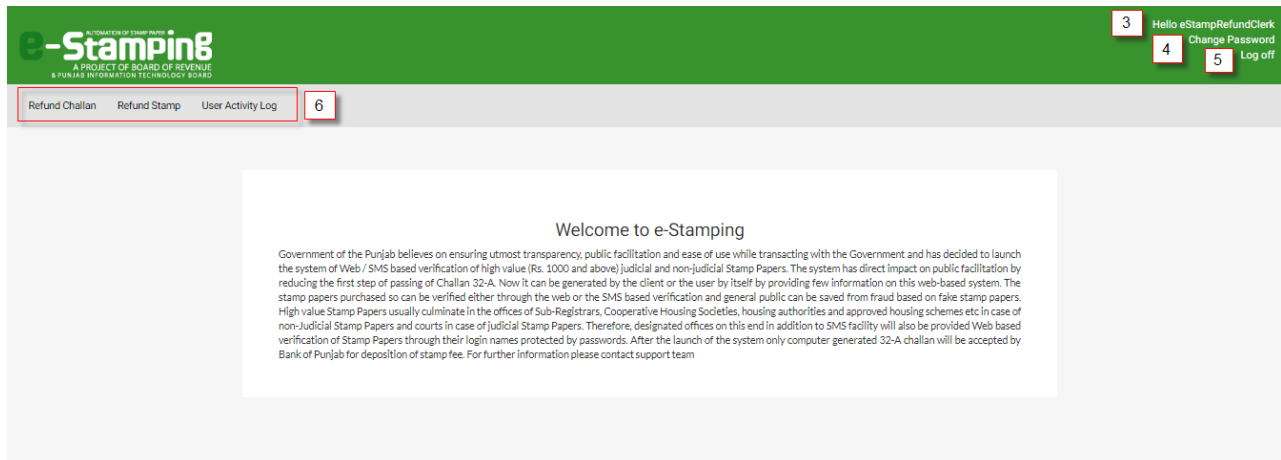 AUTOMATION OF STAMP PAPER
e-Stamping
A PROJECT OF BOARD OF REVENUE
& PUNJAB INFORMATION TECHNOLOGY BOARD
3 Hello eStampRefundClerk
4 Change Password
5 Log off
Refund Challan Refund Stamp User Activity Log 6
Welcome to e-Stamping
Government of the Punjab believes on ensuring utmost transparency, public facilitation and ease of use while transacting with the Government and has decided to launch
the system of Web / SMS based verification of high value (Rs. 1000 and above) judicial and non-judicial Stamp Papers. The system has direct impact on public facilitation by
reducing the first step of passing of Challan 32-A. Now it can be generated by the client or the user by itself by providing few information on this web-based system. The
stamp papers purchased so can be verified either through the web or the SMS based verification and general public can be saved from fraud based on fake stamp papers.
High value Stamp Papers usually culminate in the offices of Sub-Registrars, Cooperative Housing Societies, housing authorities and approved housing schemes etc in case of
non-Judicial Stamp Papers and courts in case of judicial Stamp Papers. Therefore, designated offices on this end in addition to SMS facility will also be provided Web based
verification of Stamp Papers through their login names protected by passwords. After the launch of the system only computer generated 32-A challan will be accepted by
Bank of Punjab for deposition of stamp fee. For further information please contact support team